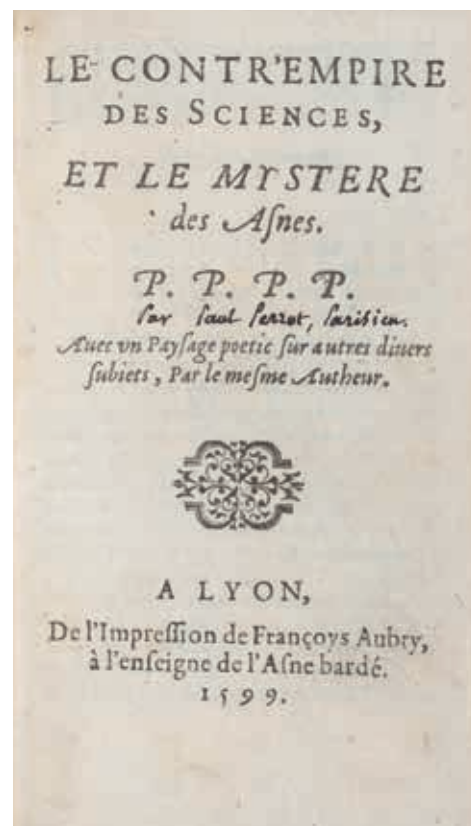 LE CONTR'EMPIRE
DES SCIENCES,
ET LE MYSTERE
des Aſnes.
P. P. P. P.
Par Paul Perrot, Parisien.
Auec vn Payſage poetic ſur autres diuers
ſubiets, Par le meſme Autheur.
A LYON,
De l'Impreſſion de Françoys Aubry,
à l'enſeigne de l'Aſne bardé.
1599.